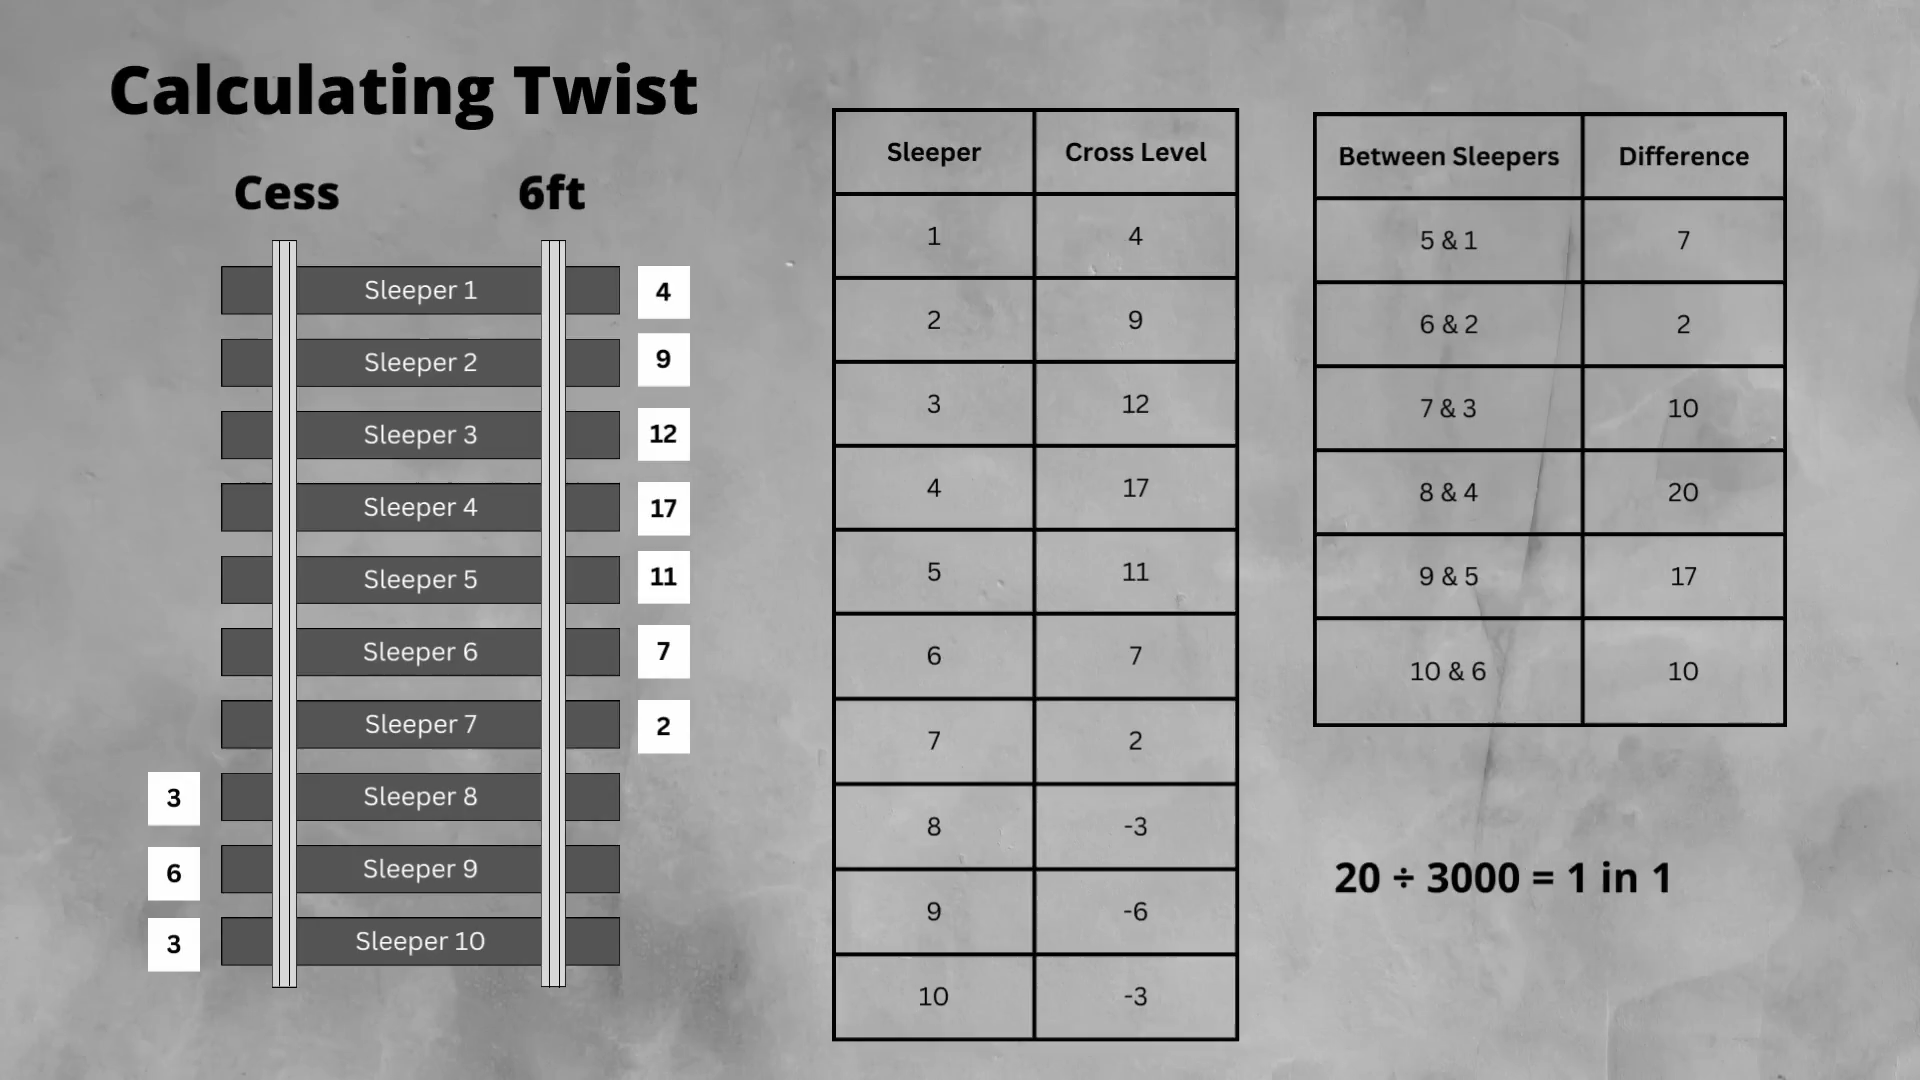 Calculating Twist
Cess 6ft
Sleeper 1 4
Sleeper 2 9
Sleeper 3 12
Sleeper 4 17
Sleeper 5 11
Sleeper 6 7
Sleeper 7 2
3 Sleeper 8
6 Sleeper 9
3 Sleeper 10
Sleeper Cross Level
1 4
2 9
3 12
4 17
5 11
6 7
7 2
8 -3
9 -6
10 -3
Between Sleepers Difference
5 & 1 7
6 & 2 2
7 & 3 10
8 & 4 20
9 & 5 17
10 & 6 10
20 ÷ 3000 = 1 in 1